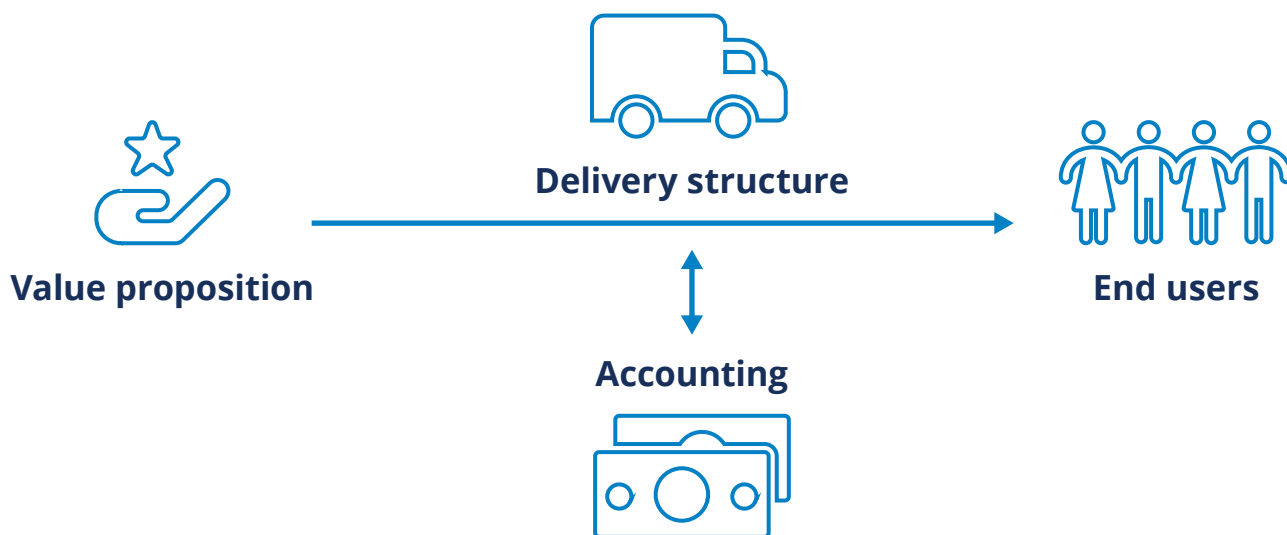 Delivery structure
Value proposition
End users
Accounting